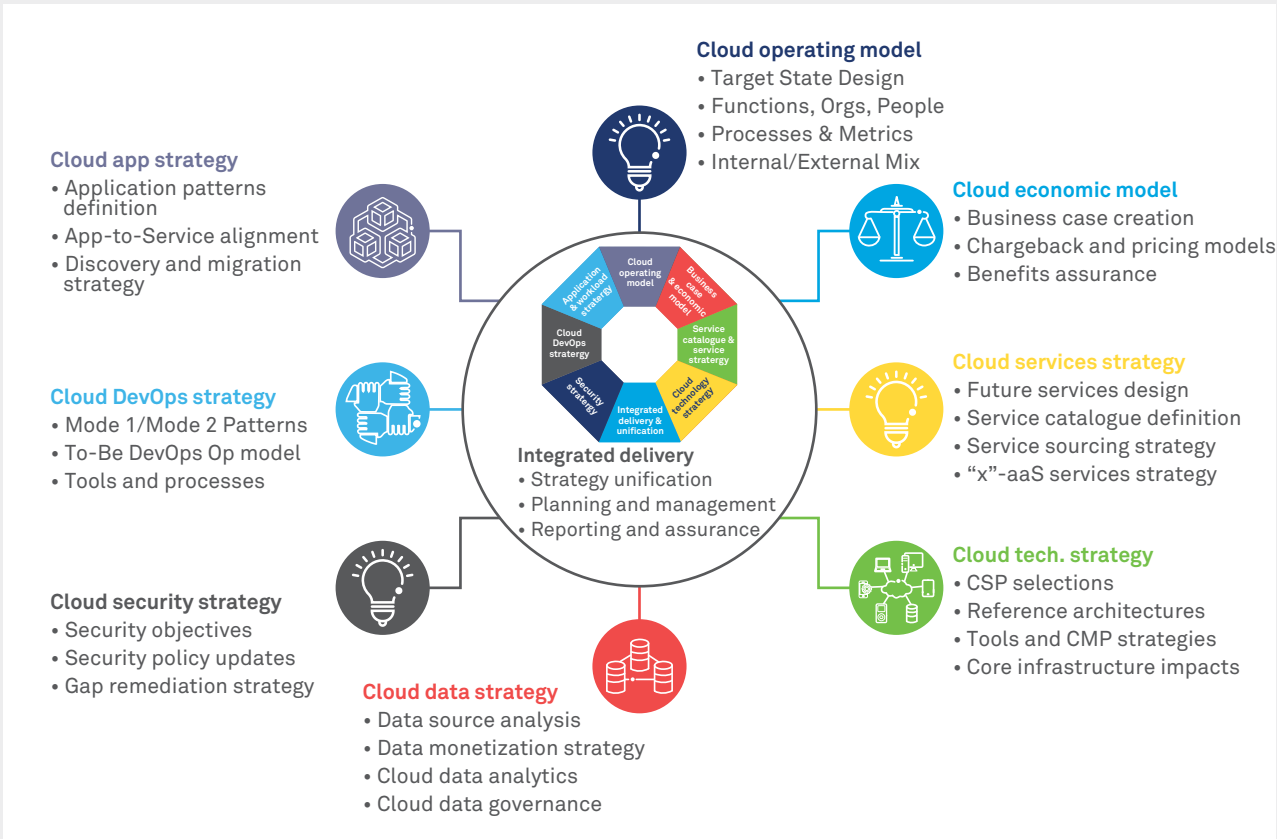 Cloud operating model
• Target State Design
• Functions, Orgs, People
• Processes & Metrics
• Internal/External Mix
Cloud app strategy
• Application patterns
definition
• App-to-Service alignment
• Discovery and migration
strategy
Cloud economic model
• Business case creation
• Chargeback and pricing models
• Benefits assurance
Cloud
operating
model
Business
case
& economic
model
Service
catalogue &
service
stratergy
Cloud
technology
stratergy
Integrated
delivery &
unification
Security
stratergy
Cloud
DevOps
stratergy
Application
& workload
stratergy
Integrated delivery
• Strategy unification
• Planning and management
• Reporting and assurance
Cloud DevOps strategy
• Mode 1/Mode 2 Patterns
• To-Be DevOps Op model
• Tools and processes
Cloud services strategy
• Future services design
• Service catalogue definition
• Service sourcing strategy
• “x”-aaS services strategy
Cloud security strategy
• Security objectives
• Security policy updates
• Gap remediation strategy
Cloud tech. strategy
• CSP selections
• Reference architectures
• Tools and CMP strategies
• Core infrastructure impacts
Cloud data strategy
• Data source analysis
• Data monetization strategy
• Cloud data analytics
• Cloud data governance